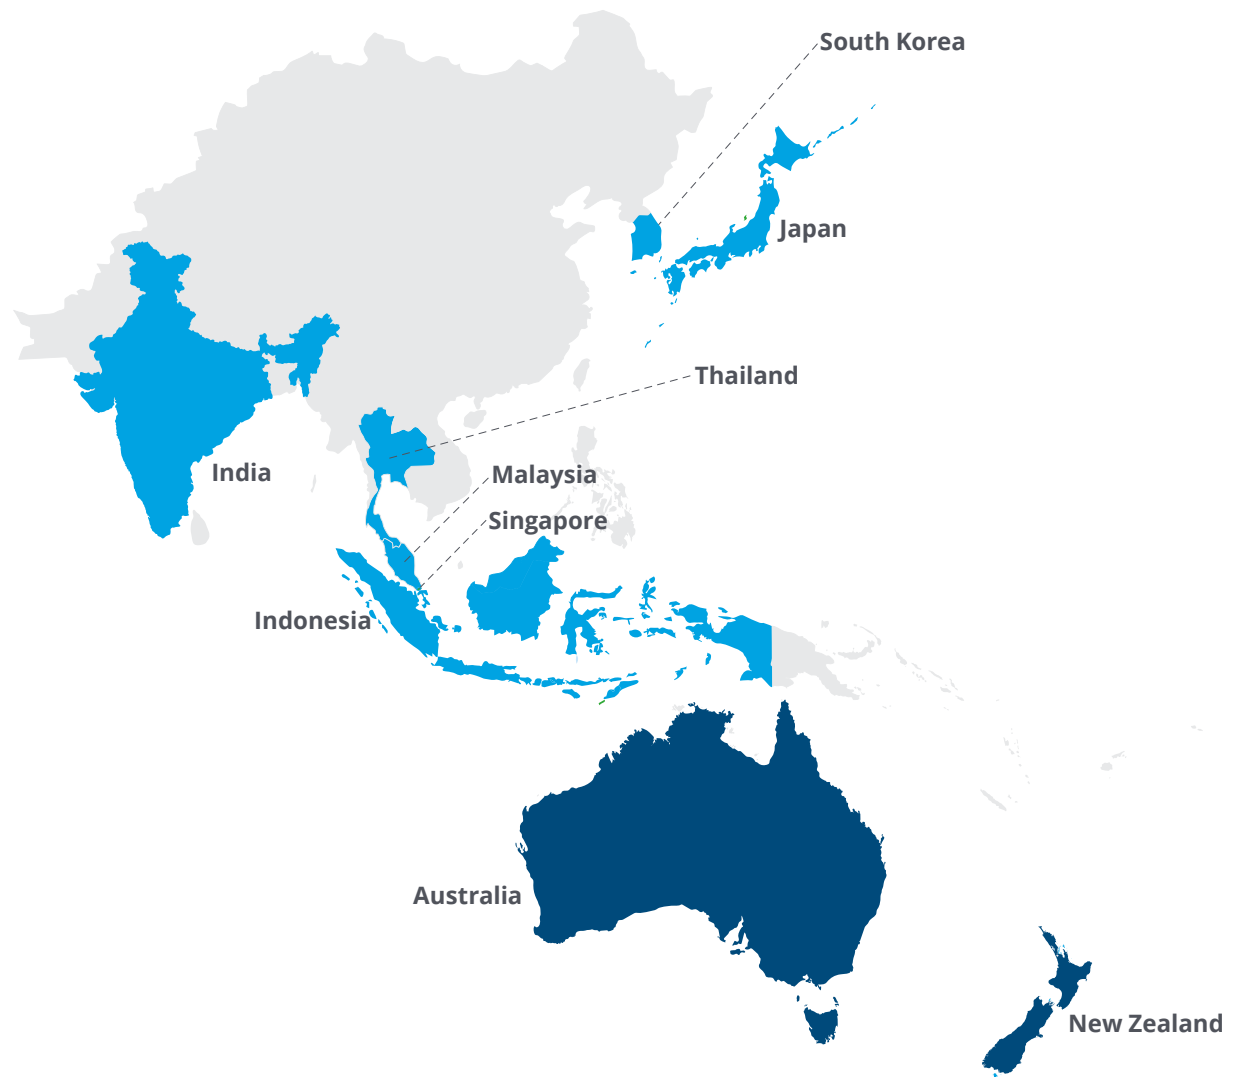 South Korea
Japan
Thailand
India
Malaysia
Singapore
Indonesia
Australia
New Zealand